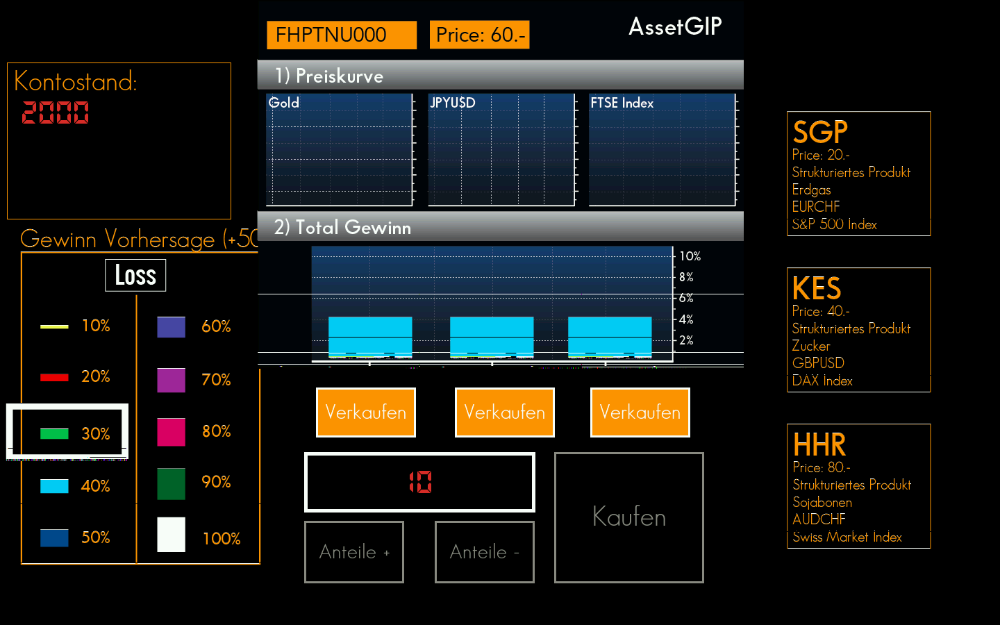 FHPTNU000
Price: 60.-
AssetGIP
Kontostand:
2000
1) Preiskurve
Gold
JPYUSD
FTSE Index
2) Total Gewinn
10%
8%
6%
4%
2%
Gewinn Vorhersage (+50
Loss
10%
20%
30%
40%
50%
60%
70%
80%
90%
100%
Verkaufen
Verkaufen
Verkaufen
10
Anteile +
Anteile -
Kaufen
SGP
Price: 20.-
Strukturiertes Produkt
Erdgas
EURCHF
S&P 500 Index
KES
Price: 40.-
Strukturiertes Produkt
Zucker
GBPUSD
DAX Index
HHR
Price: 80.-
Strukturiertes Produkt
Sojabonen
AUDCHF
Swiss Market Index